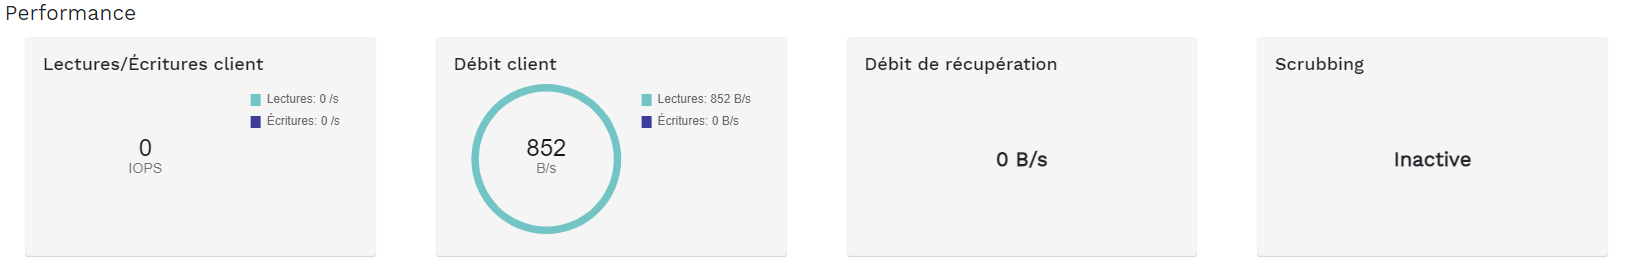 Performance
Lectures/Écritures client
Lectures: 0 /s
Écritures: 0 /s
0
IOPS
Débit client
Lectures: 852 B/s
Écritures: 0 B/s
852
B/s
Débit de récupération
0 B/s
Scrubbing
Inactive